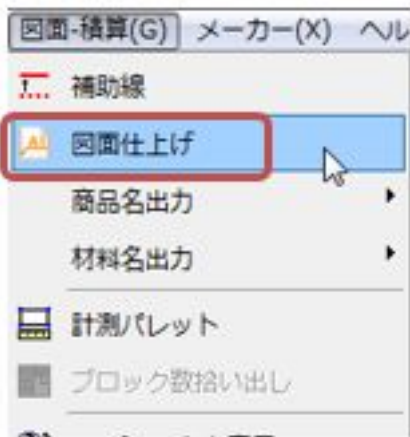 図面-積算(G) メーカー(X) ヘル
補助線
図面仕上げ
商品名出力
材料名出力
計測パレット
ブロック数拾い出し